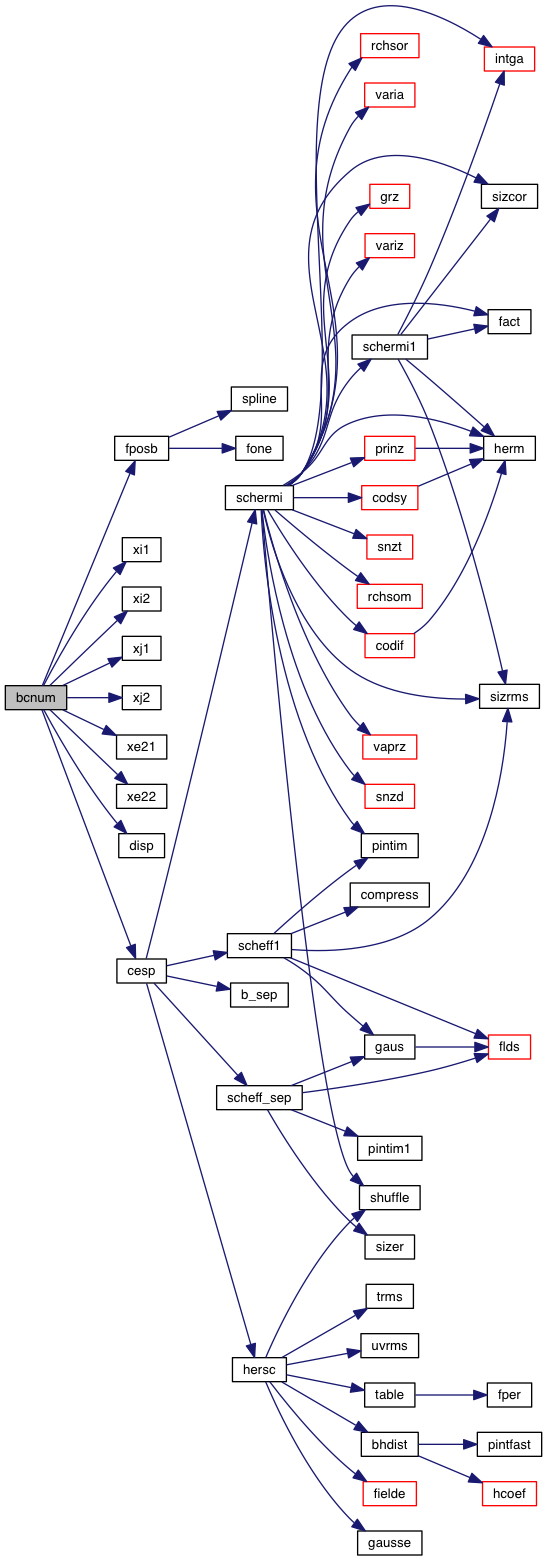 rchsor
intga
varia
grz
sizcor
variz
fact
schermi1
spline
fposb
fone
prinz
herm
schermi
codsy
xi1
snzt
xi2
rchsom
xj1
codif
bcnum
xj2
sizrms
xe21
vaprz
xe22
snzd
disp
pintim
compress
scheff1
cesp
b_sep
gaus
flds
scheff_sep
pintim1
shuffle
sizer
trms
uvrms
hersc
table
fper
bhdist
pintfast
fielde
hcoef
gausse